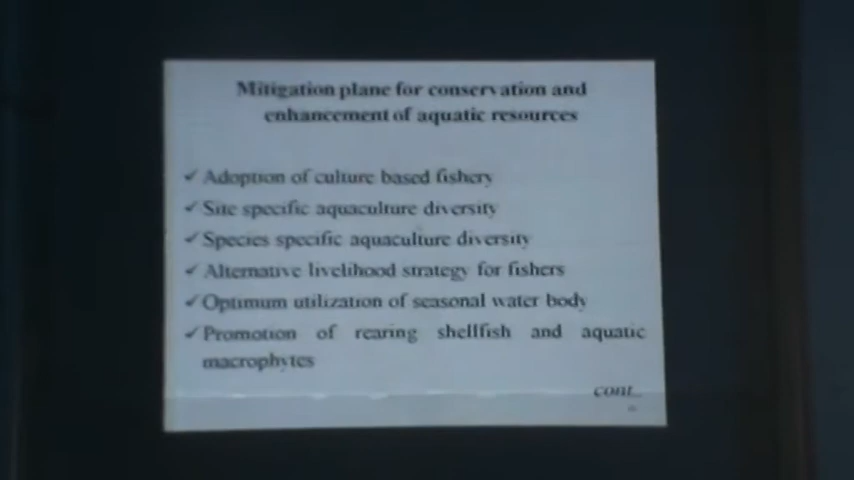 Mitigation plane for conservation and
enhancement of aquatic resources
✓ Adoption of culture based fishery
✓ Site specific aquaculture diversity
✓ Species specific aquaculture diversity
✓ Alternative livelihood strategy for fishers
✓ Optimum utilization of seasonal water body
✓ Promotion of rearing shellfish and aquatic
macrophytes
cont..